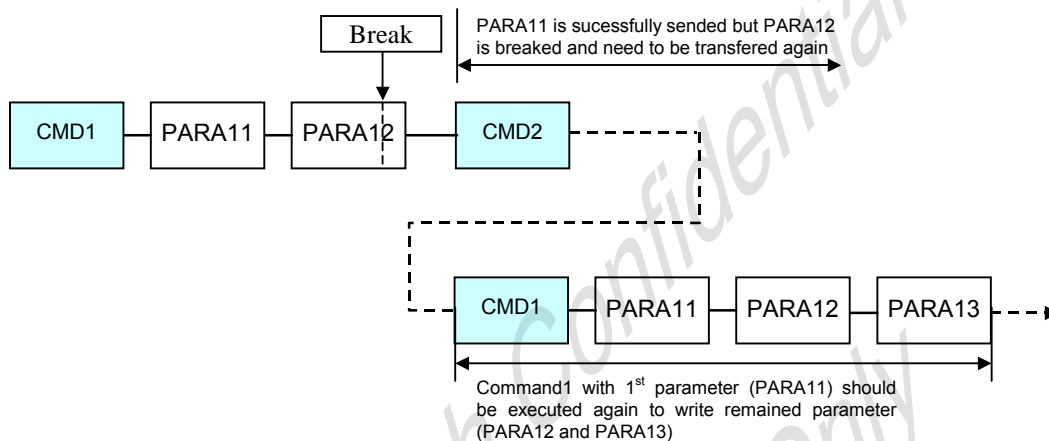 Break
PARA11 is sucessfully sended but PARA12
is breaked and need to be transfered again
CMD1
PARA11
PARA12
CMD2
CMD1
PARA11
PARA12
PARA13
Command1 with 1st parameter (PARA11) should
be executed again to write remained parameter
(PARA12 and PARA13)
h Confidential
only